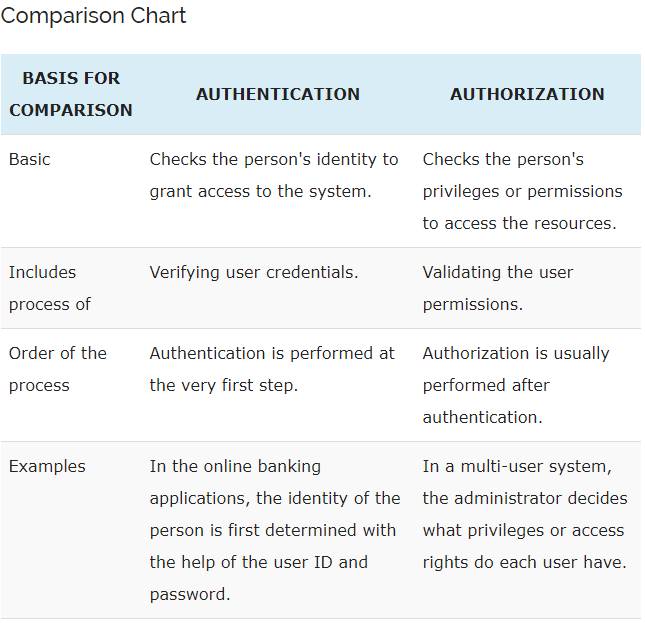 Comparison Chart
BASIS FOR
COMPARISON
AUTHENTICATION
AUTHORIZATION
Basic
Checks the person's identity to
grant access to the system.
Checks the person's
privileges or permissions
to access the resources.
Includes
process of
Verifying user credentials.
Validating the user
permissions.
Order of the
process
Authentication is performed at
the very first step.
Authorization is usually
performed after
authentication.
Examples
In the online banking
applications, the identity of the
person is first determined with
the help of the user ID and
password.
In a multi-user system,
the administrator decides
what privileges or access
rights do each user have.